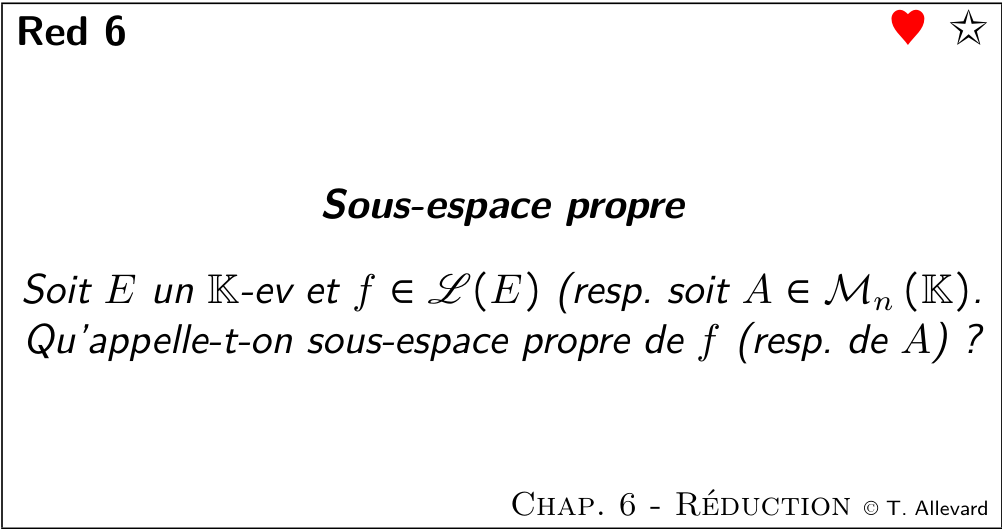 Red 6
Sous-espace propre
Soit E un 𝕂-ev et f ∈ ℒ(E) (resp. soit A ∈ ℳₙ (𝕂).
Qu'appelle-t-on sous-espace propre de f (resp. de A) ?
Chap. 6 - Réduction © T. Allevard